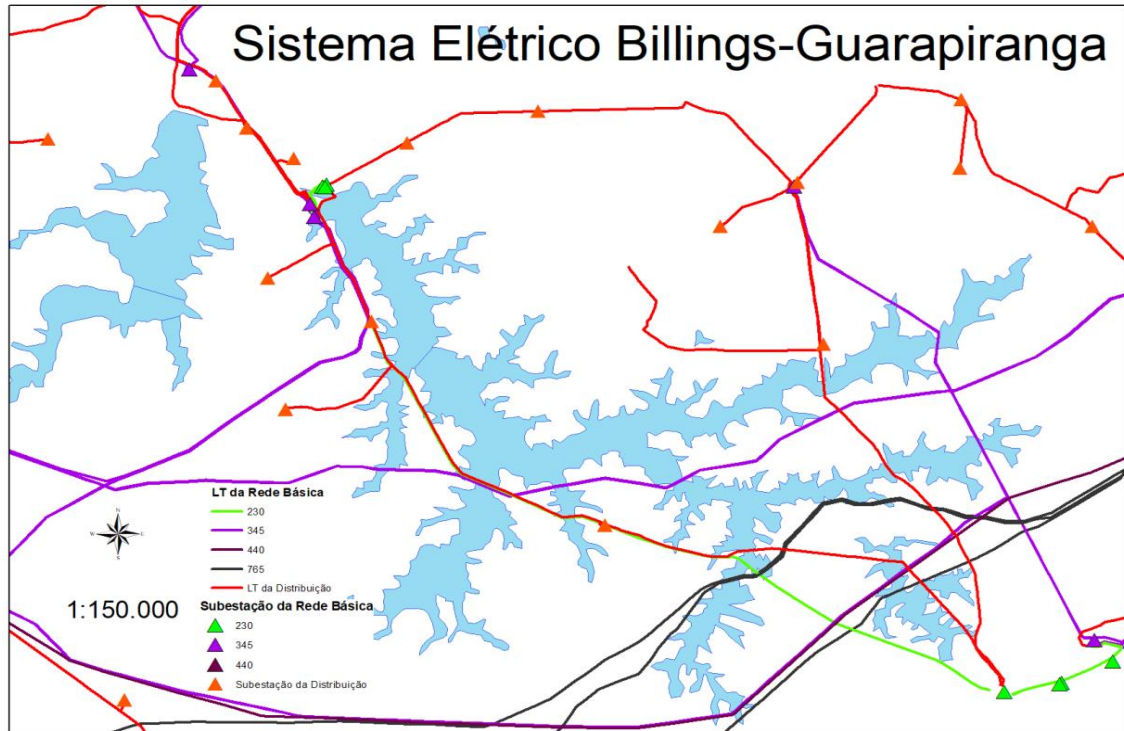 Sistema Elétrico Billings-Guarapiranga
LT da Rede Básica
230
345
440
765
LT da Distribuição
N
W E
S
1:150.000
Subestação da Rede Básica
230
345
440
Subestação da Distribuição